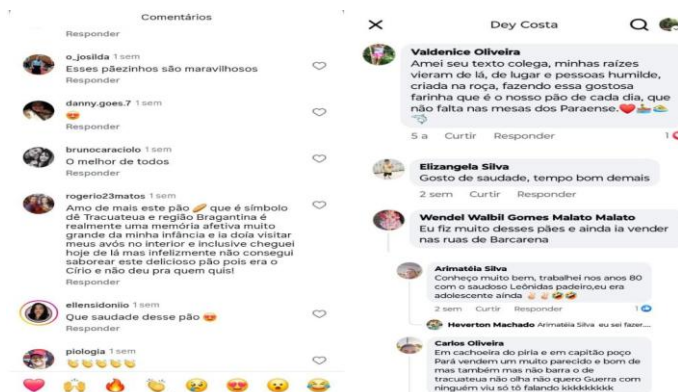 Comentários
Responder
o_josilda 1 sem
Esses pãezinhos são maravilhosos
Responder
danny.goes.7 1 sem
😍
Responder
brunocaraciolo 1 sem
O melhor de todos
Responder
rogerio23matos 1 sem
Amo de mais este pão 🥖 que é símbolo
dê Tracuateua e região Bragantina é
realmente uma memória afetiva muito
grande da minha infância e ia doía visitar
meus avós no interior e inclusive cheguei
hoje de lá mas infelizmente não consegui
saborear este delicioso pão pois era o
Círio e não deu pra quem quis!
Responder
ellensidoniio 1 sem
Que saudade desse pão 😍
Responder
piologia 1 sem
👏👏👏👏👏
Dey Costa
Valdenice Oliveira
Amei seu texto colega, minhas raízes
vieram de lá, de lugar e pessoas humilde,
criada na roça, fazendo essa gostosa
farinha que é o nosso pão de cada dia, que
não falta nas mesas dos Paraense.
5 a Curtir Responder 1
Elizangela Silva
Gosto de saudade, tempo bom demais
2 sem Curtir Responder
Wendel Walbil Gomes Malato Malato
Eu fiz muito desses pães e ainda ia vender
nas ruas de Barcarena
Arimatéia Silva
Conheço muito bem, trabalhei nos anos 80
com o saudoso Leônidas padeiro,eu era
adolescente ainda
2 sem Curtir Responder 1
Heverton Machado Arimatéia Silva eu sei fazer....
Carlos Oliveira
Em cachoeira do piria e em capitão poço
Pará vendem um muito parecido e bom de
mas também mas não barra o de
tracuateua não olha não quero Guerra com
ninguém viu só tô falando kkkkkkkkk